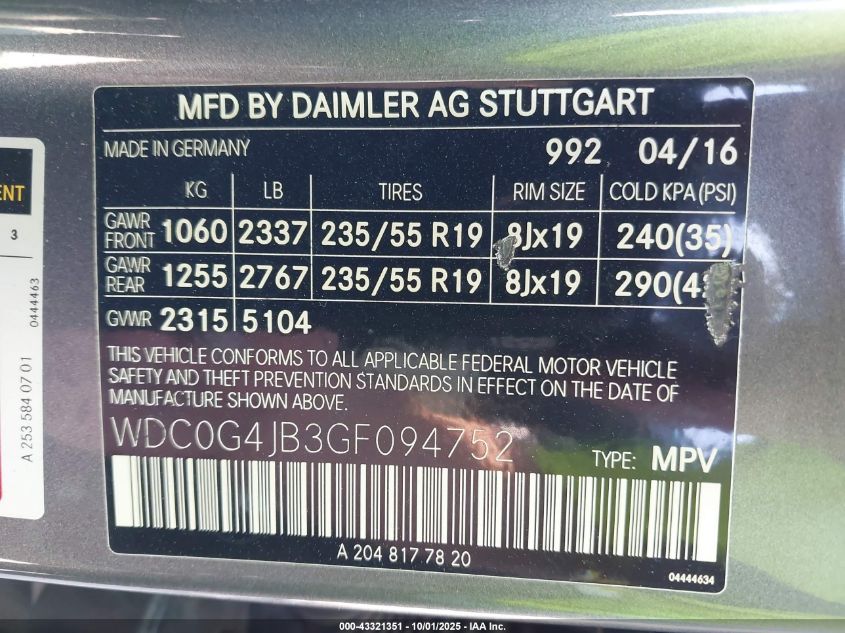 MFD BY DAIMLER AG STUTTGART
MADE IN GERMANY 992 04/16
KG LB TIRES RIM SIZE COLD KPA(PSI)
GAWR FRONT 1060 2337 235/55 R19 8Jx19 240(35)
GAWR REAR 1255 2767 235/55 R19 8Jx19 290(4
GVWR 2315 5104
THIS VEHICLE CONFORMS TO ALL APPLICABLE FEDERAL MOTOR VEHICLE
SAFETY AND THEFT PREVENTION STANDARDS IN EFFECT ON THE DATE OF
MANUFACTURE SHOWN ABOVE.
WDC0G4JB3GF094752 TYPE: MPV
A 204 817 78 20
04444634
ENT
3
0444463
A 253 584 07 01
000-43321351 - 10/01/2025 - IAA Inc.